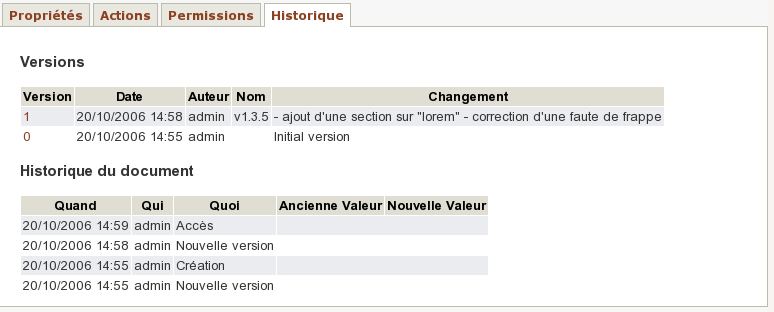 Propriétés Actions Permissions Historique
Versions
Version Date Auteur Nom Changement
1 20/10/2006 14:58 admin v1.3.5 - ajout d'une section sur "lorem" - correction d'une faute de frappe
0 20/10/2006 14:55 admin Initial version
Historique du document
Quand Qui Quoi Ancienne Valeur Nouvelle Valeur
20/10/2006 14:59 admin Accès
20/10/2006 14:58 admin Nouvelle version
20/10/2006 14:55 admin Création
20/10/2006 14:55 admin Nouvelle version